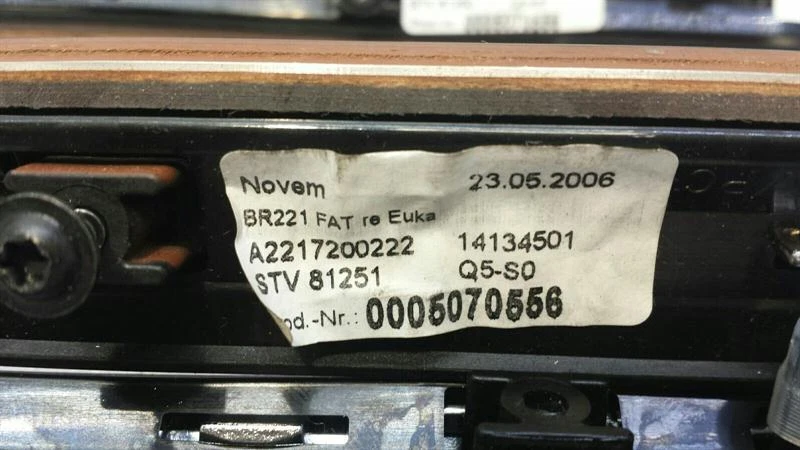 Novem 23.05.2006
BR221 FAT re Euka
A2217200222 14134501
STV 81251 Q5-S0
od.-Nr.: 0005070556